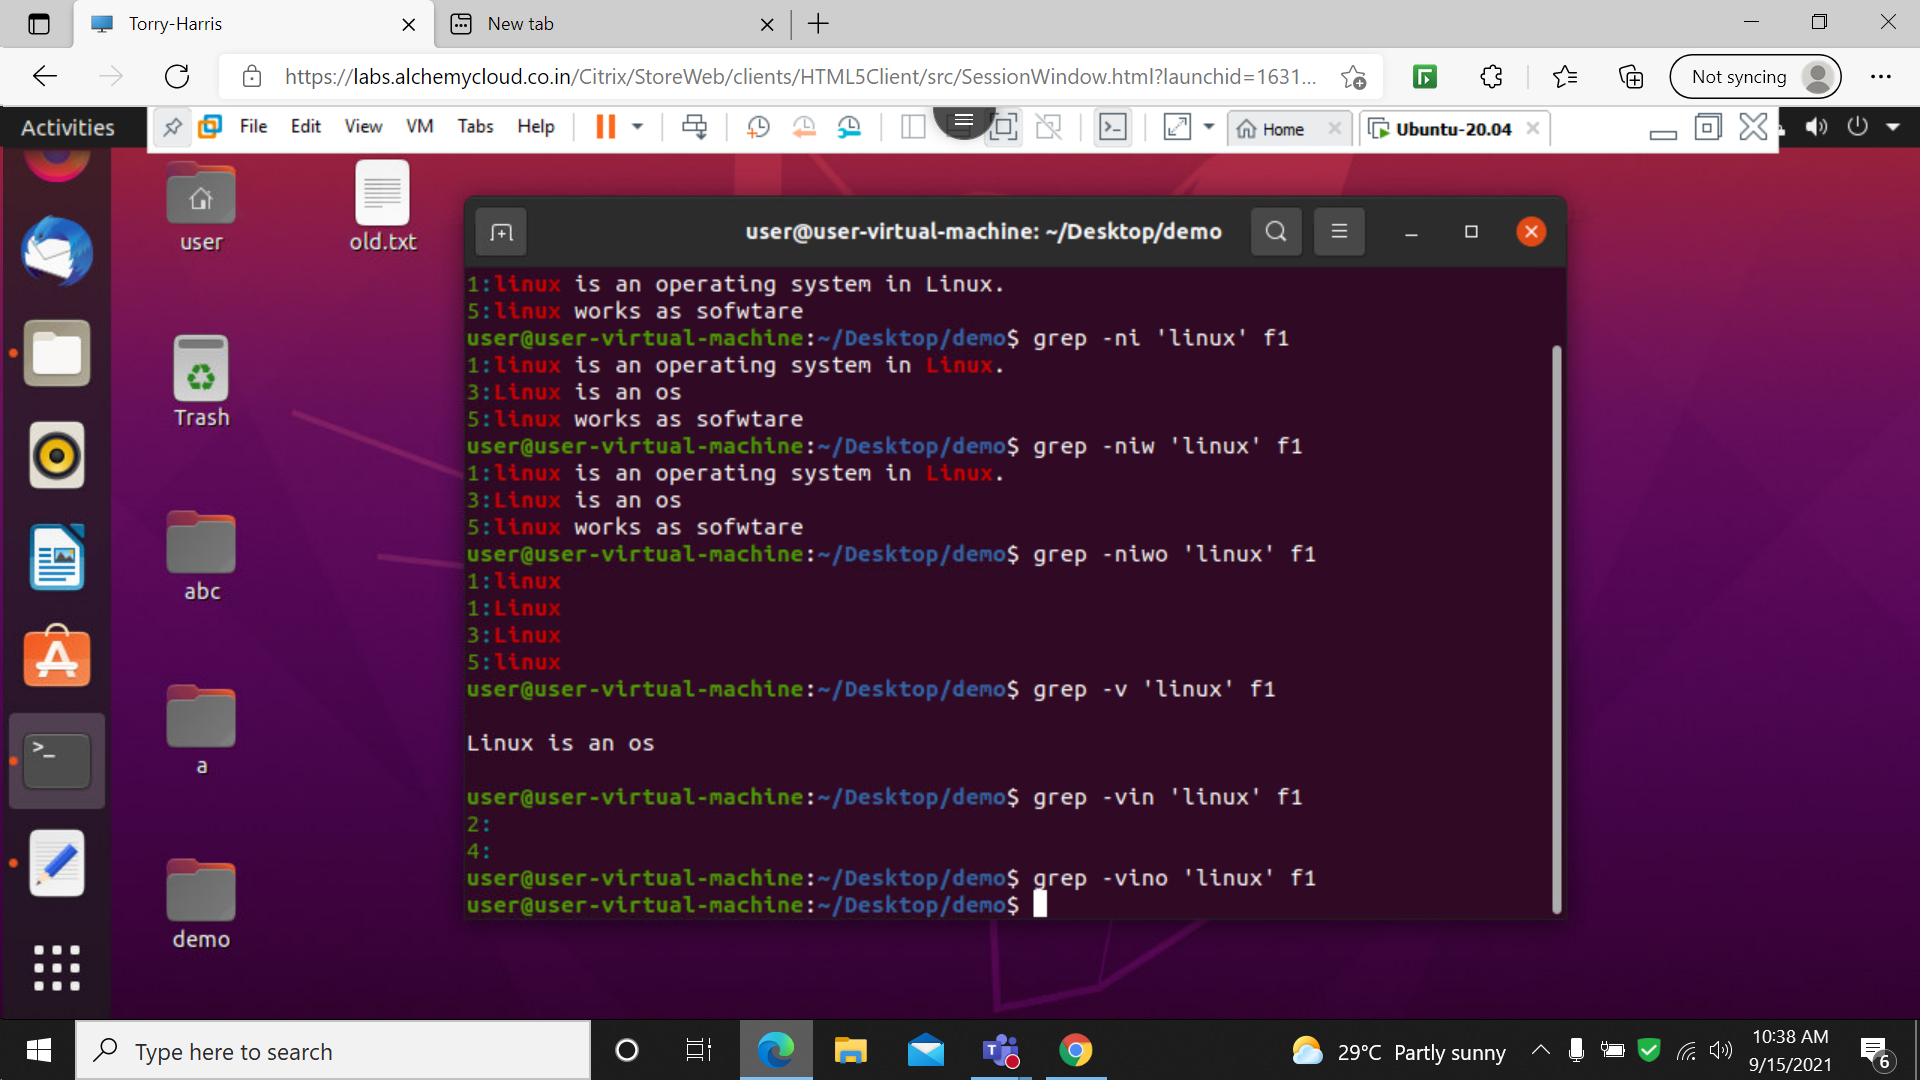 Torry-Harris
New tab
https://labs.alchemycloud.co.in/Citrix/StoreWeb/clients/HTML5Client/src/SessionWindow.html?launchid=1631...
Not syncing
Activities
File Edit View VM Tabs Help
Home
Ubuntu-20.04
user
old.txt
Trash
abc
a
demo
user@user-virtual-machine: ~/Desktop/demo
1:linux is an operating system in Linux.
5:linux works as sofwtare
user@user-virtual-machine:~/Desktop/demo$ grep -ni 'linux' f1
1:linux is an operating system in Linux.
3:Linux is an os
5:linux works as sofwtare
user@user-virtual-machine:~/Desktop/demo$ grep -niw 'linux' f1
1:linux is an operating system in Linux.
3:Linux is an os
5:linux works as sofwtare
user@user-virtual-machine:~/Desktop/demo$ grep -niwo 'linux' f1
1:linux
1:Linux
3:Linux
5:linux
user@user-virtual-machine:~/Desktop/demo$ grep -v 'linux' f1
Linux is an os
user@user-virtual-machine:~/Desktop/demo$ grep -vin 'linux' f1
2:
4:
user@user-virtual-machine:~/Desktop/demo$ grep -vino 'linux' f1
user@user-virtual-machine:~/Desktop/demo$
Type here to search
29°C Partly sunny
10:38 AM
9/15/2021
6